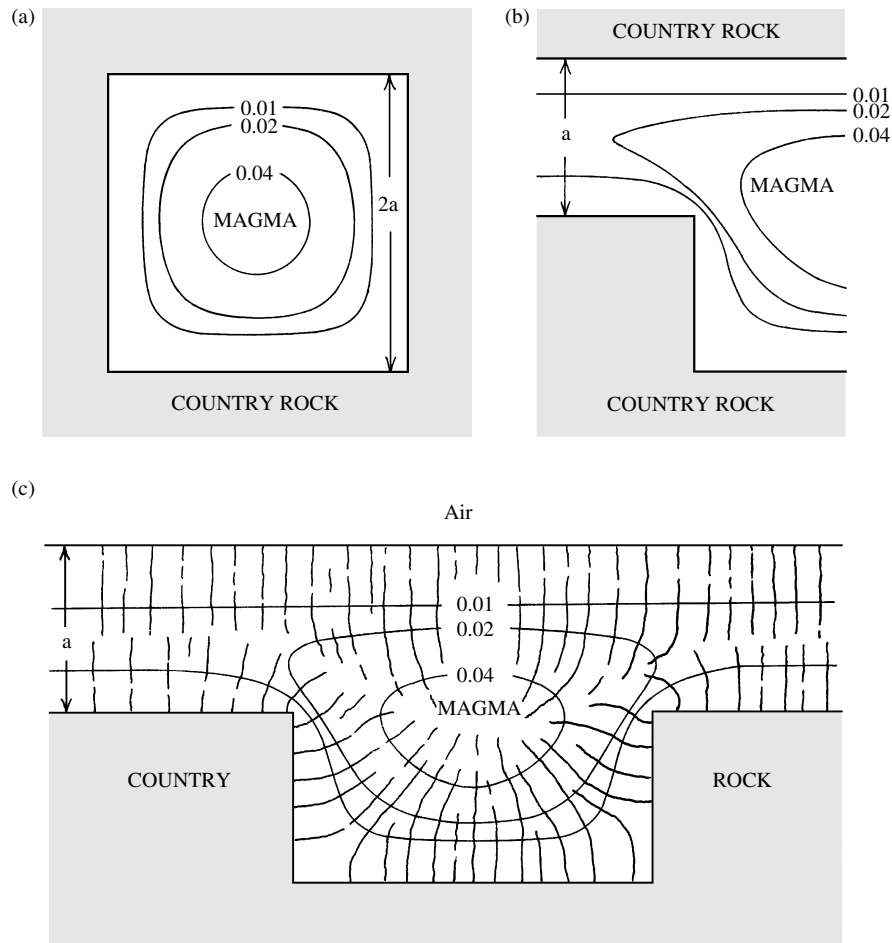 (a)
0.01
0.02
0.04
MAGMA
2a
COUNTRY ROCK
(b)
COUNTRY ROCK
0.01
0.02
0.04
a
MAGMA
COUNTRY ROCK
(c)
Air
0.01
a
0.02
0.04
MAGMA
COUNTRY
ROCK